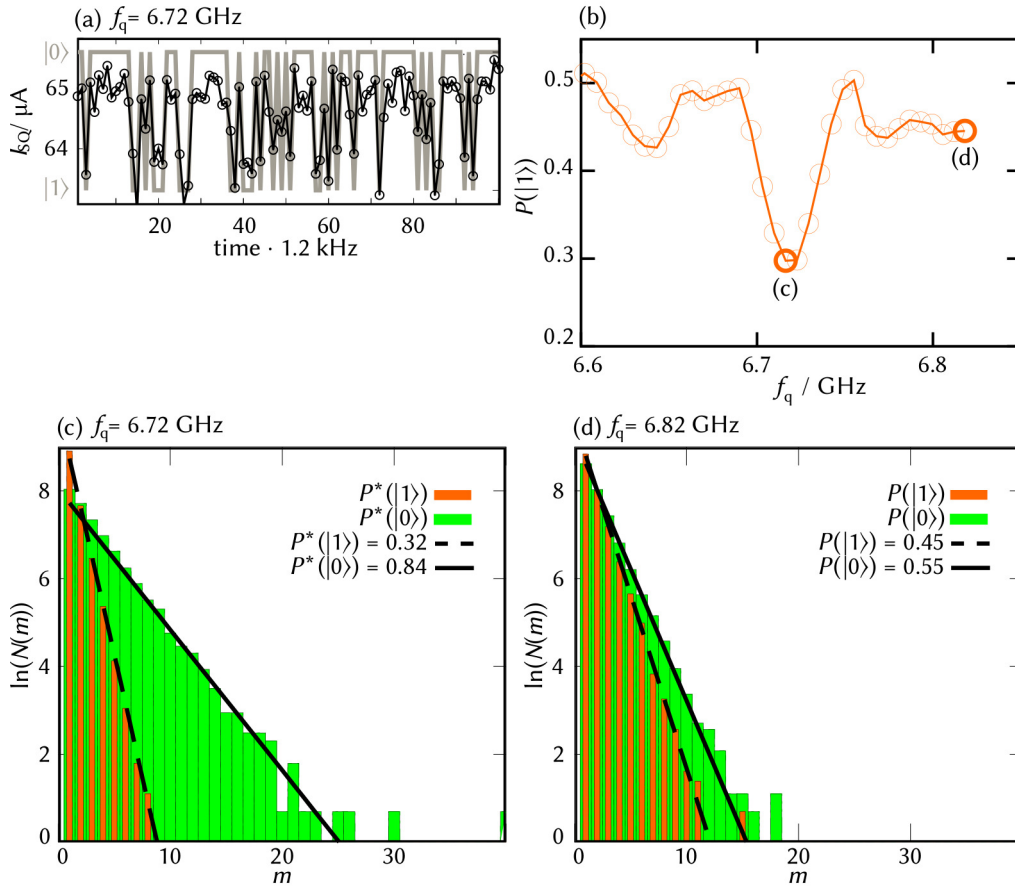 (a) f_q = 6.72 GHz
|0⟩
65
64
|1⟩
I_SQ / µA
20 40 60 80
time · 1.2 kHz
(b)
0.5
0.4
0.3
0.2
P(|1⟩)
(d)
(c)
6.6 6.7 6.8
f_q / GHz
(c) f_q = 6.72 GHz
8
6
4
2
0
ln(N(m))
P*(|1⟩)
P*(|0⟩)
P*(|1⟩) = 0.32
P*(|0⟩) = 0.84
0 10 20 30
m
(d) f_q = 6.82 GHz
8
6
4
2
0
ln(N(m))
P(|1⟩)
P(|0⟩)
P(|1⟩) = 0.45
P(|0⟩) = 0.55
0 10 20 30
m